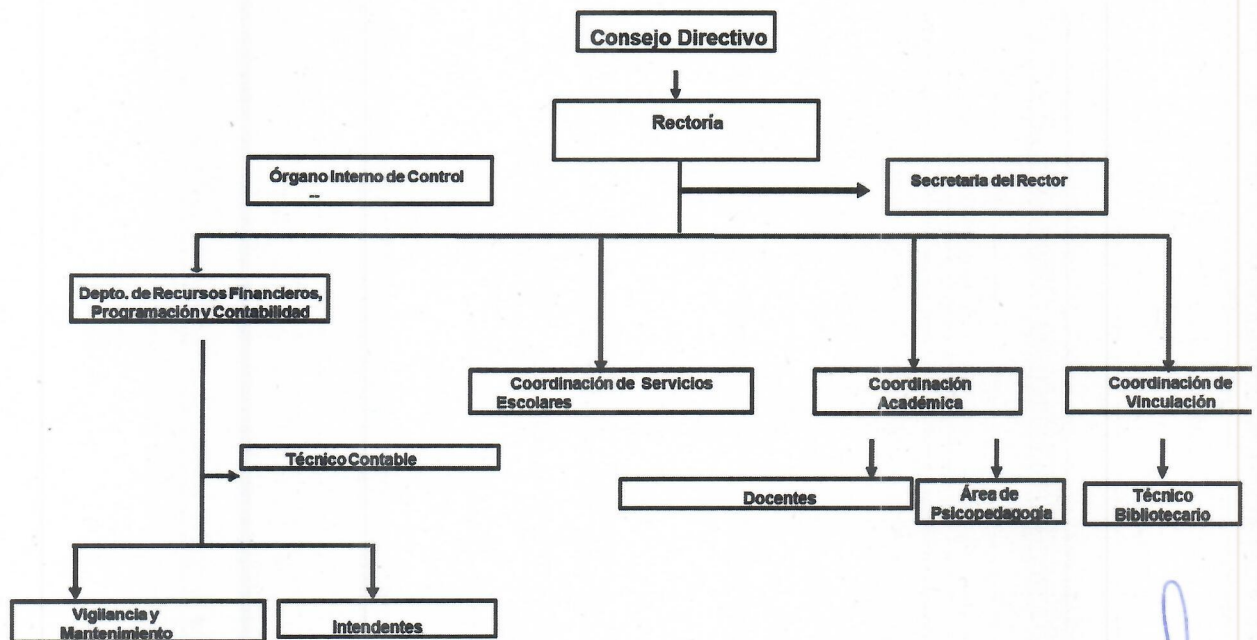 Consejo Directivo
Rectoría
Órgano Interno de Control
--
Secretaria del Rector
Depto. de Recursos Financieros,
Programación y Contabilidad
Coordinación de Servicios
Escolares
Coordinación
Académica
Coordinación de
Vinculación
Técnico Contable
Docentes
Área de
Psicopedagogía
Técnico
Bibliotecario
Vigilancia y
Mantenimiento
Intendentes